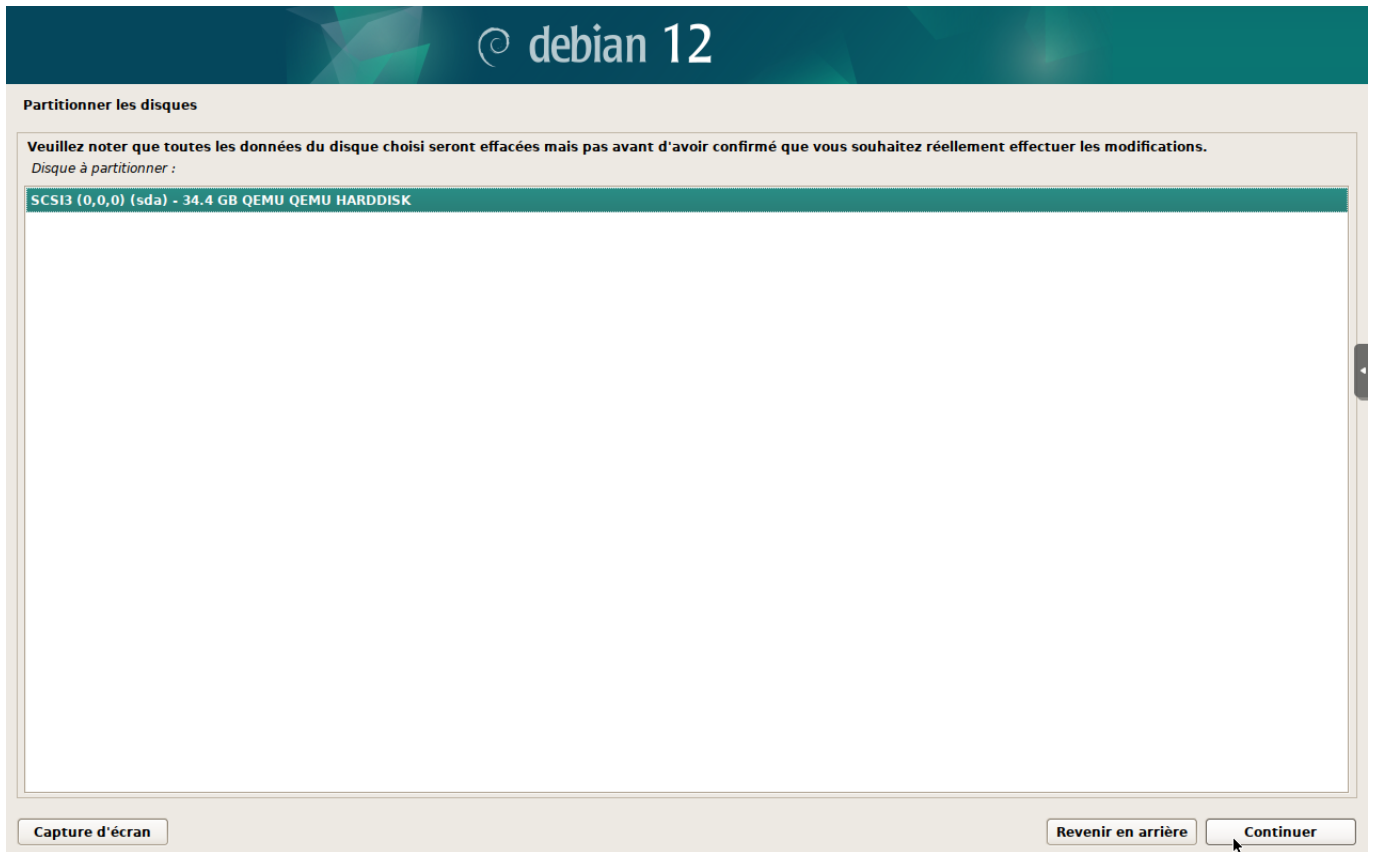 debian 12
Partitionner les disques
Veuillez noter que toutes les données du disque choisi seront effacées mais pas avant d'avoir confirmé que vous souhaitez réellement effectuer les modifications.
Disque à partitionner :
SCSI3 (0,0,0) (sda) - 34.4 GB QEMU QEMU HARDDISK
Capture d'écran
Revenir en arrière
Continuer